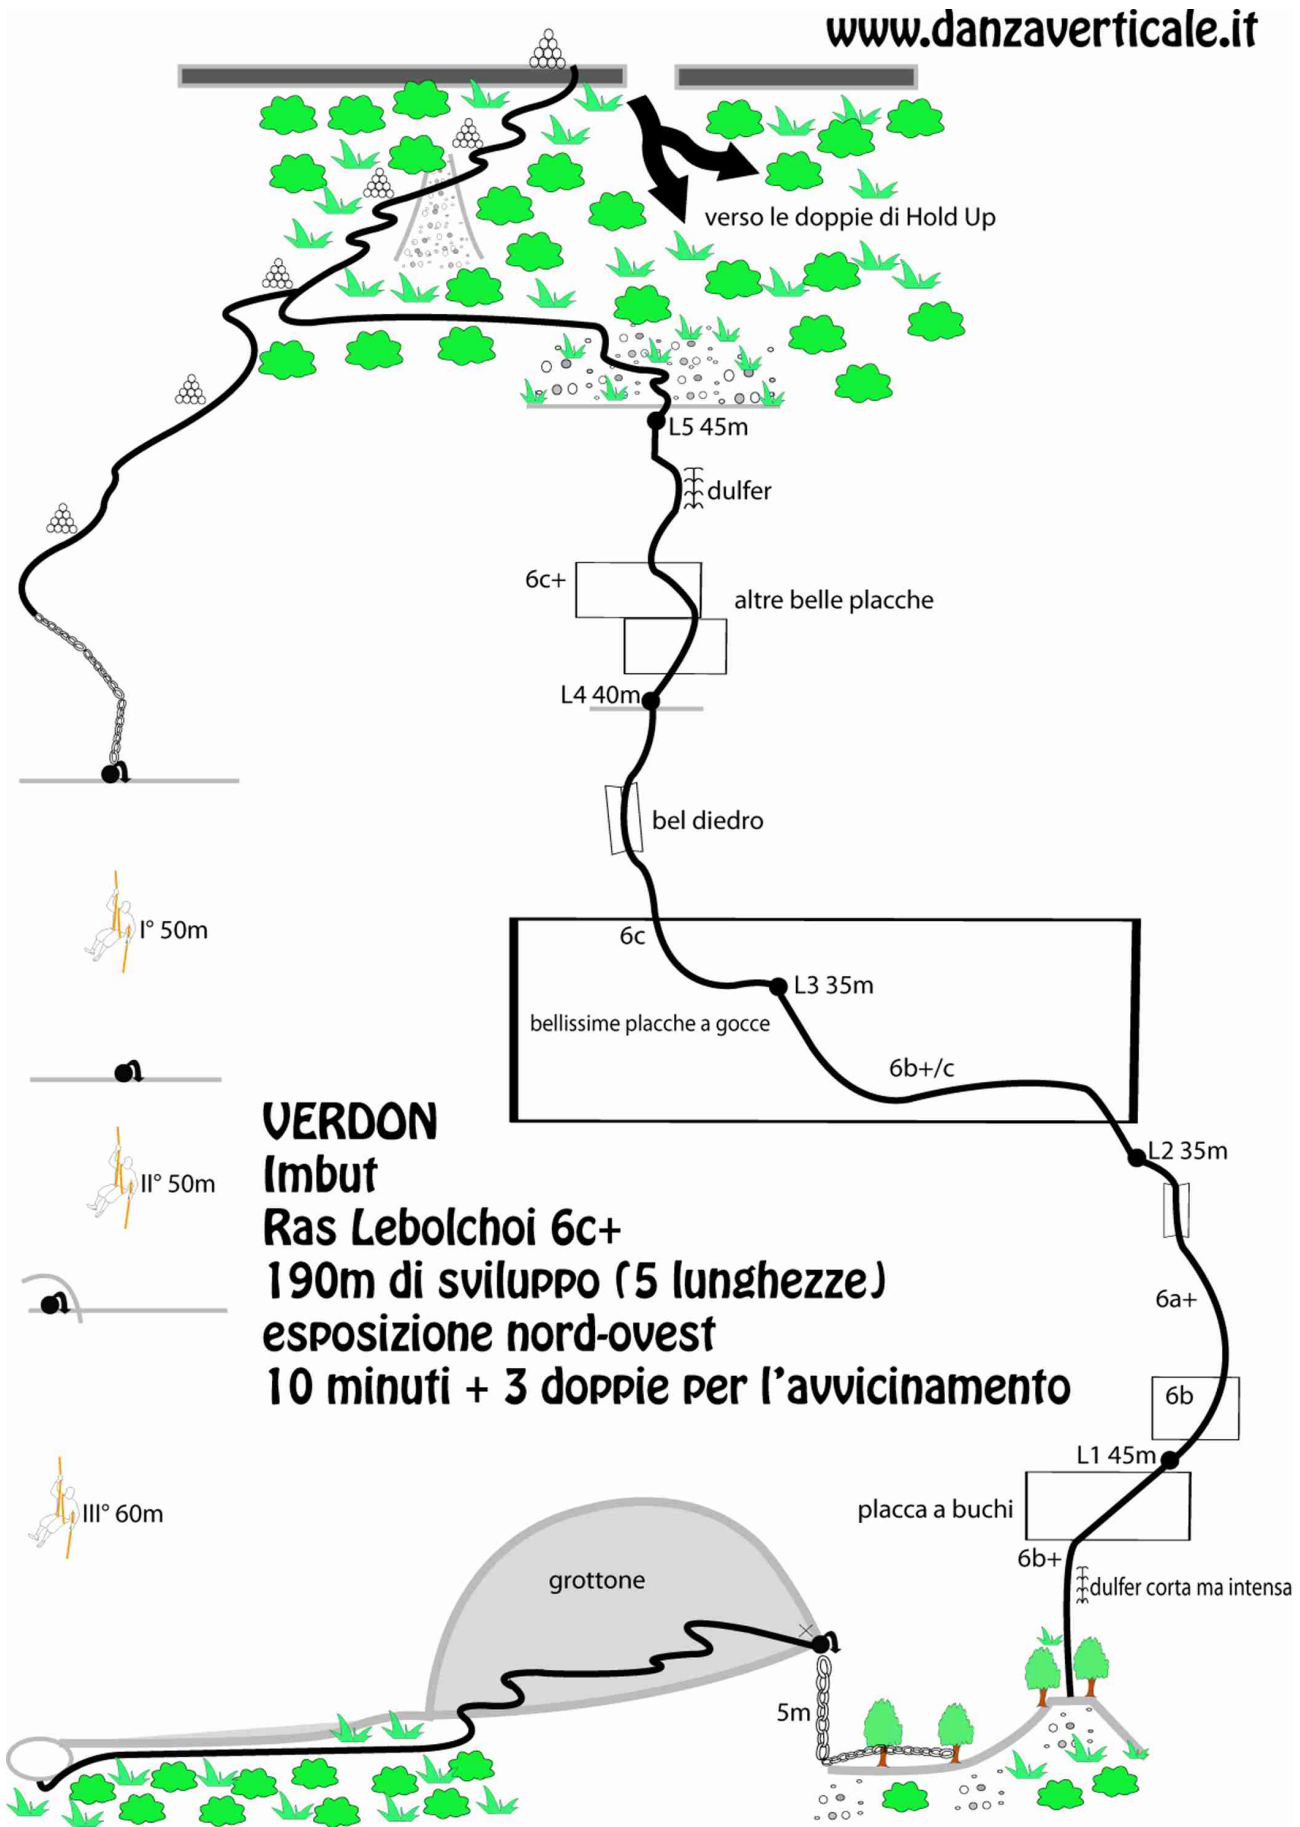 www.danzaverticale.it
verso le doppie di Hold Up
L5 45m
dulfer
6c+
altre belle placche
L4 40m
bel diedro
I° 50m
6c
L3 35m
bellissime placche a gocce
6b+/c
VERDON
Imbut
Ras Lebolchoi 6c+
190m di sviluppo (5 lunghezze)
esposizione nord-ovest
10 minuti + 3 doppie per l'avvicinamento
L2 35m
II° 50m
6a+
6b
L1 45m
placca a buchi
III° 60m
6b+
dulfer corta ma intensa
grottone
5m